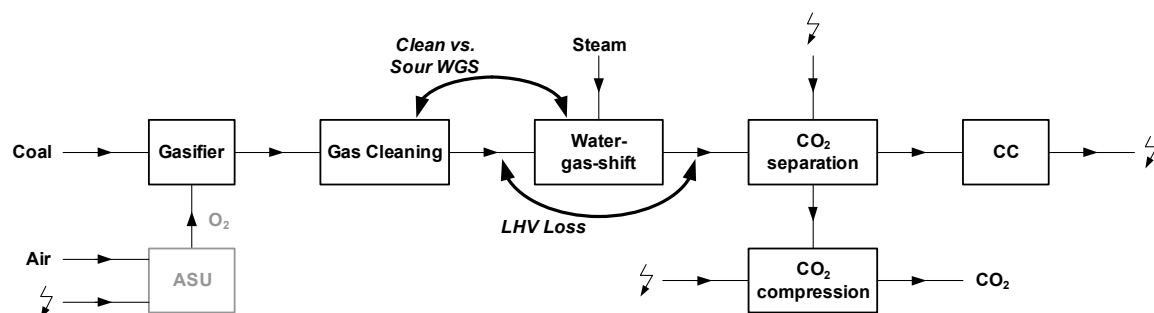 Clean vs.
Sour WGS
Steam
Coal
Gasifier
Gas Cleaning
Water-
gas-shift
CO₂
separation
CC
O₂
LHV Loss
Air
ASU
CO₂
compression
CO₂